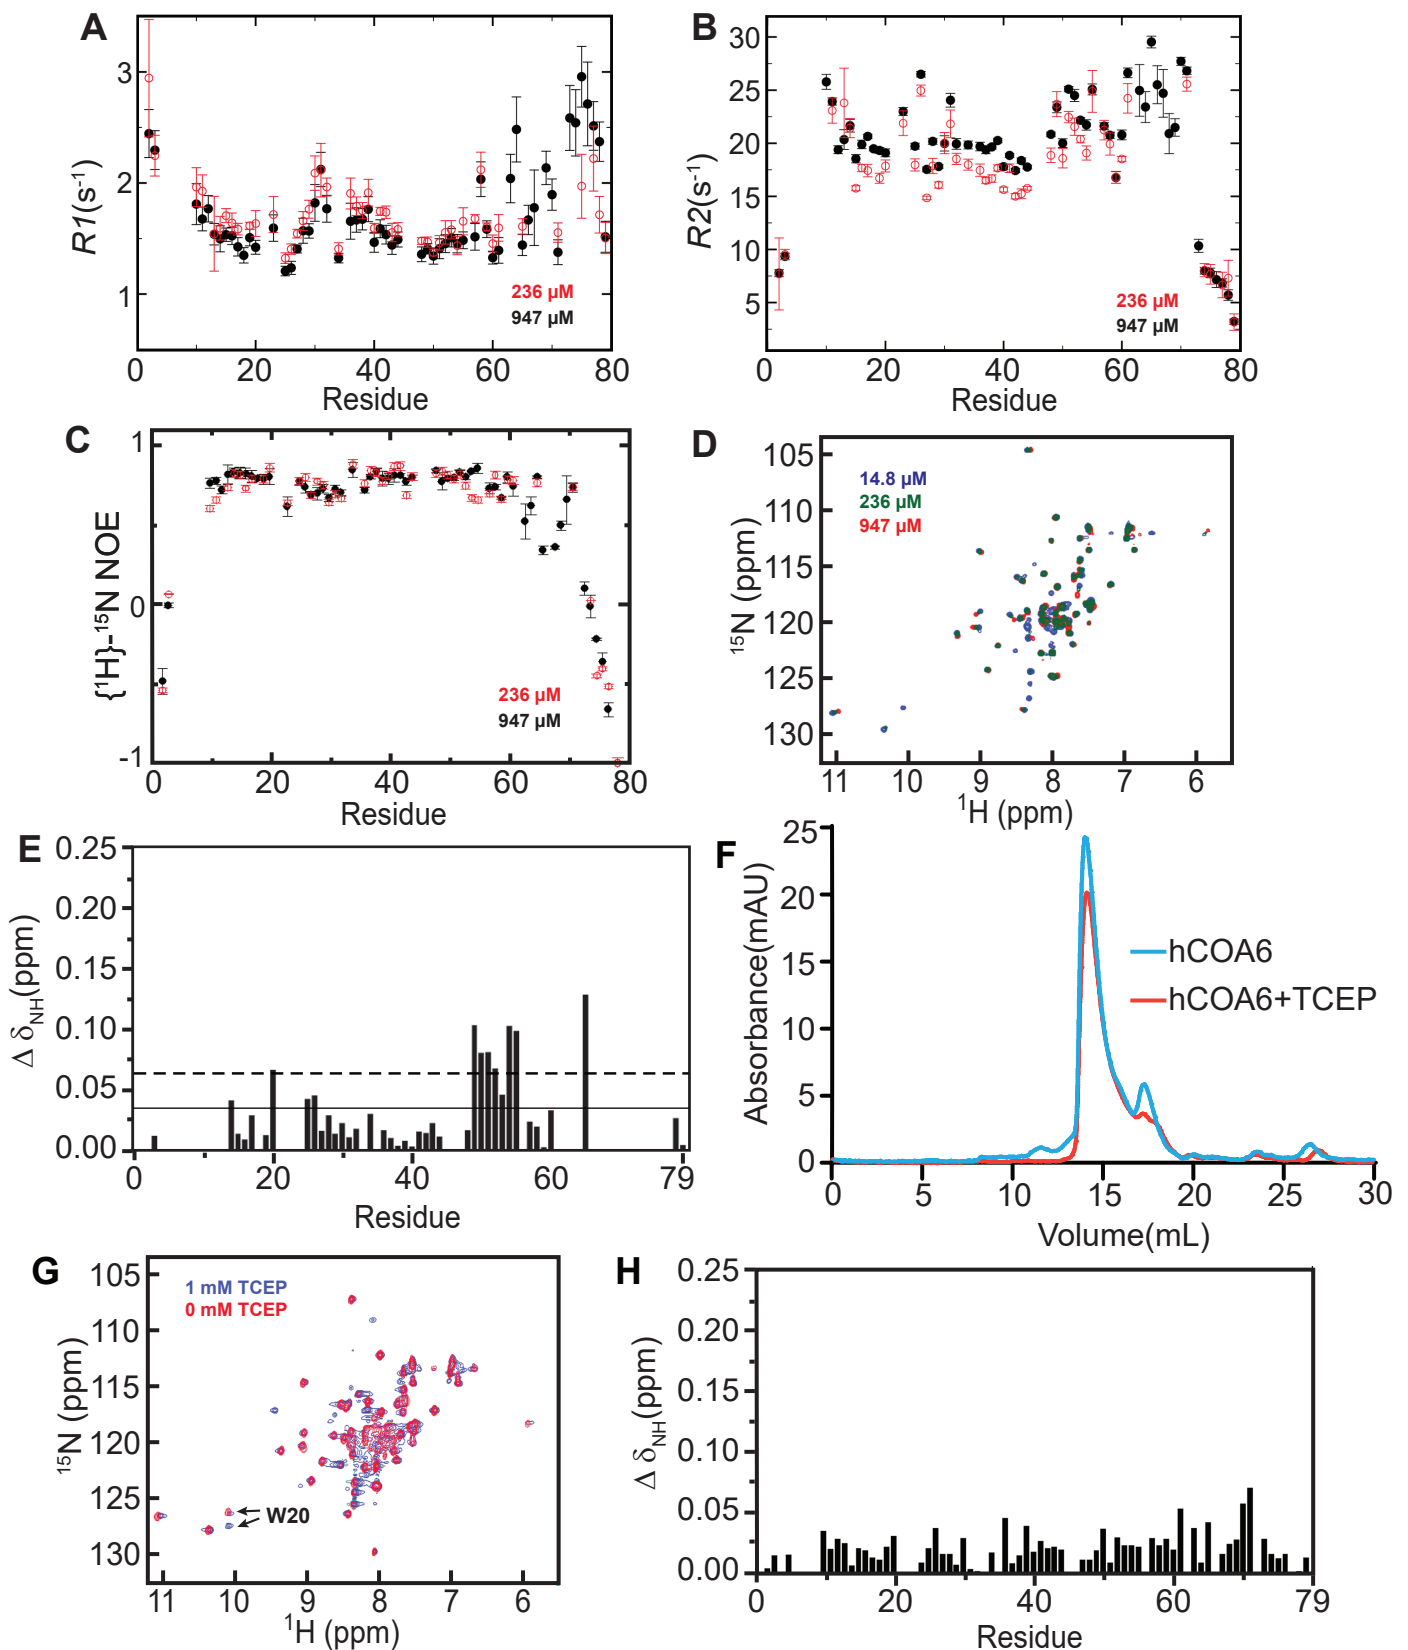 A
R1(s-1)
3
2
1
236 µM
947 µM
0 20 40 60 80
Residue
B
R2(s-1)
30
25
20
15
10
5
236 µM
947 µM
0 20 40 60 80
Residue
C
{1H}-15N NOE
1
0
-1
236 µM
947 µM
0 20 40 60 80
Residue
D
15N (ppm)
105
110
115
120
125
130
14.8 µM
236 µM
947 µM
11 10 9 8 7 6
1H (ppm)
E
Δ δNH(ppm)
0.25
0.20
0.15
0.10
0.05
0.00
0 20 40 60 79
Residue
F
Absorbance(mAU)
25
20
15
10
5
0
hCOA6
hCOA6+TCEP
0 5 10 15 20 25 30
Volume(mL)
G
15N (ppm)
105
110
115
120
125
130
1 mM TCEP
0 mM TCEP
W20
11 10 9 8 7 6
1H (ppm)
H
Δ δNH(ppm)
0.25
0.20
0.15
0.10
0.05
0.00
0 20 40 60 79
Residue